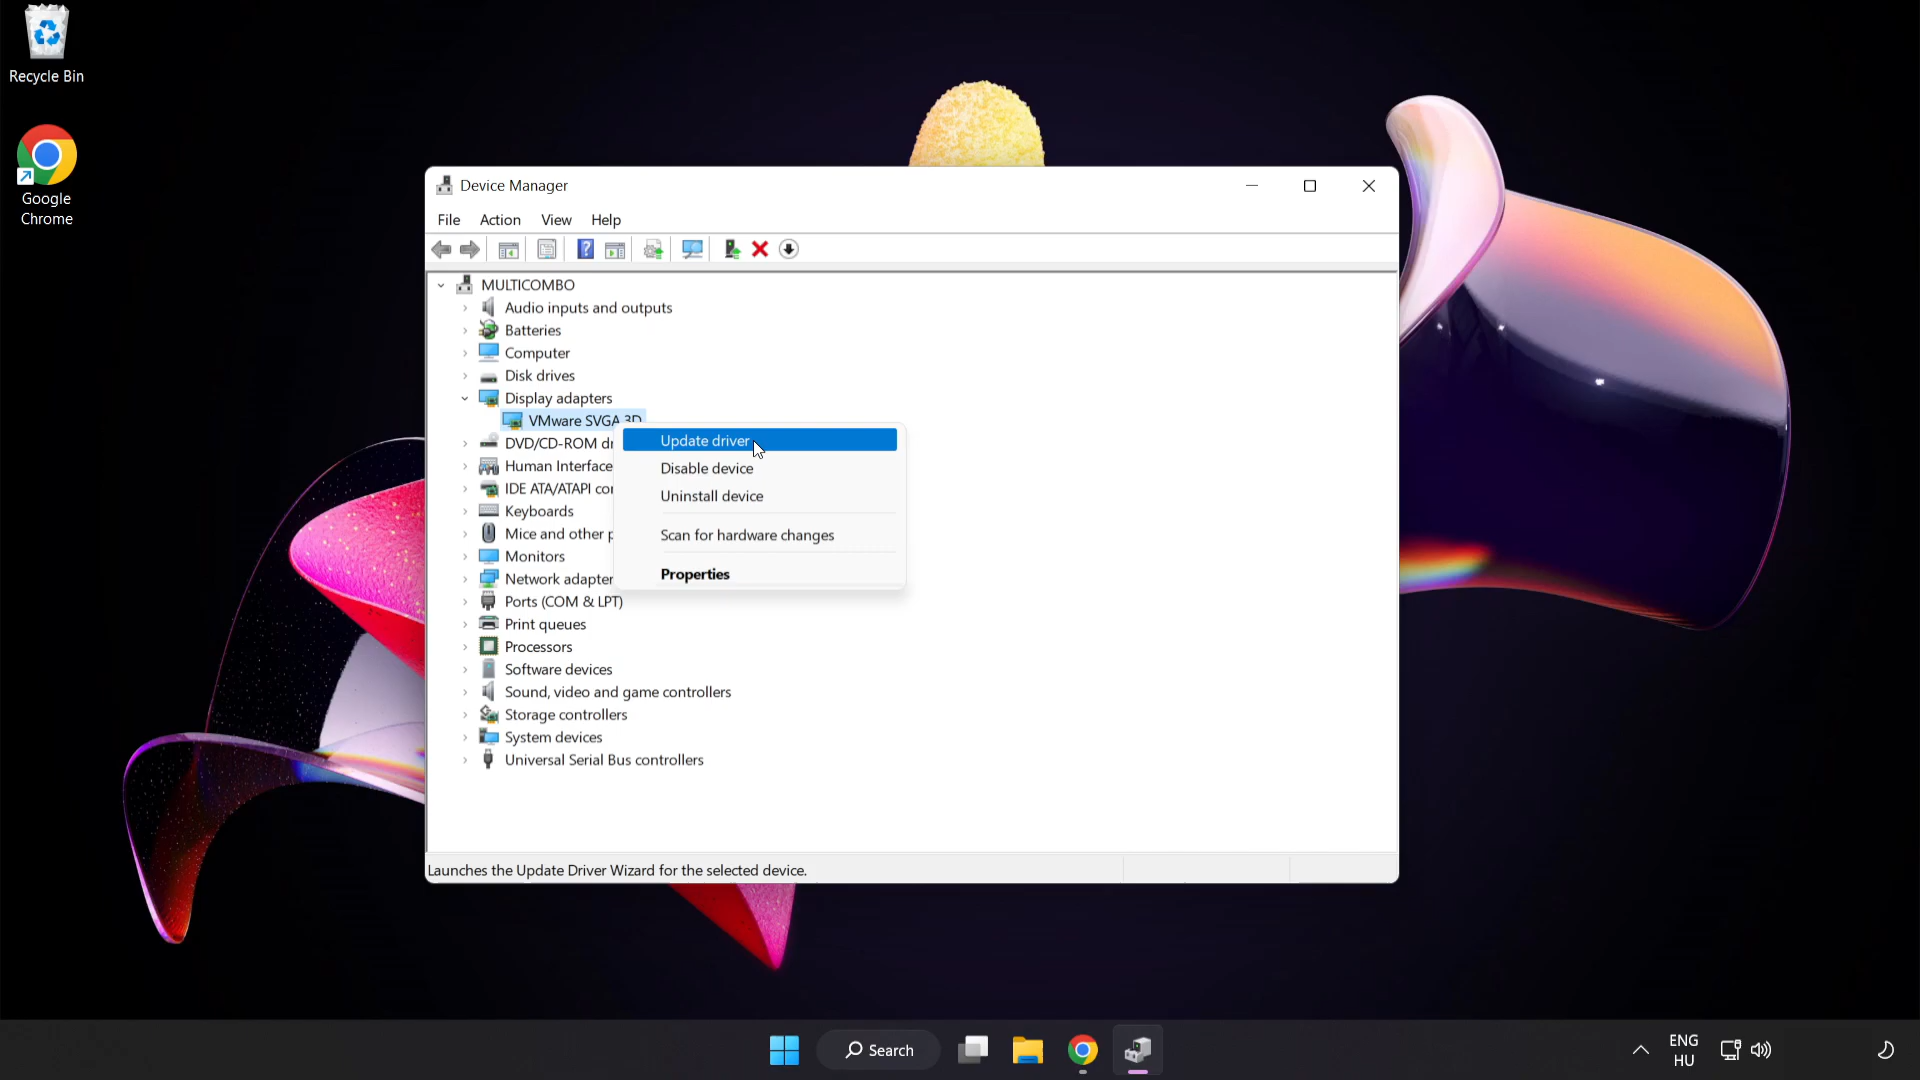 Recycle Bin
Google
Chrome
Device Manager
File Action View Help
MULTICOMBO
Audio inputs and outputs
Batteries
Computer
Disk drives
Display adapters
VMware SVGA 3D
Update driver
DVD/CD-ROM
Disable device
Human Interface
Uninstall device
IDE ATA/ATAPI
Keyboards
Mice and other
Scan for hardware changes
Monitors
Properties
Network
Ports (COM & LPT)
Print queues
Processors
Software devices
Sound, video and game controllers
Storage controllers
System devices
Universal Serial Bus controllers
Launches the Update Driver Wizard for the selected device.
Search
ENG
HU